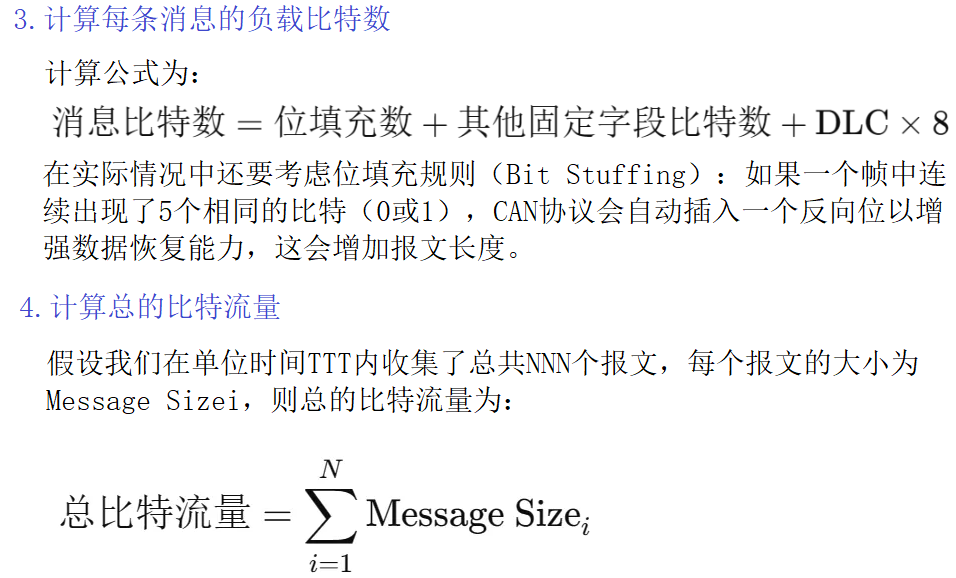 3.计算每条消息的负载比特数
计算公式为：
消息比特数 = 位填充数 + 其他固定字段比特数 + DLC × 8
在实际情况中还要考虑位填充规则（Bit Stuffing）：如果一个帧中连
续出现了5个相同的比特（0或1），CAN协议会自动插入一个反向位以增
强数据恢复能力，这会增加报文长度。
4.计算总的比特流量
假设我们在单位时间TTT内收集了总共NNN个报文，每个报文的大小为
Message Sizei，则总的比特流量为：
总比特流量 = ∑_{i=1}^{N} Message Size_i